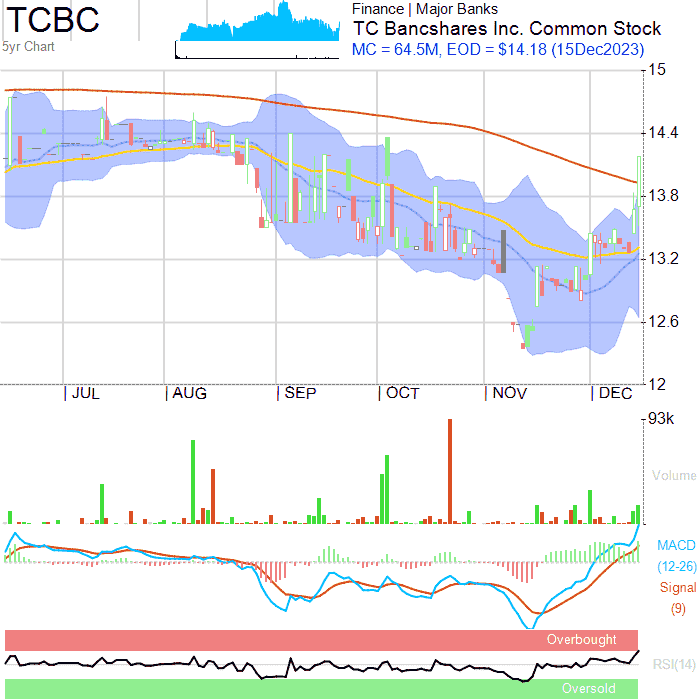 TCBC
5yr Chart
Finance | Major Banks
TC Bancshares Inc. Common Stock
MC = 64.5M, EOD = $14.18 (15Dec2023)
15
14.4
13.8
13.2
12.6
12
| JUL | AUG | SEP | OCT | NOV | DEC
93k
Volume
MACD
(12-26)
Signal
(9)
Overbought
RSI(14)
Oversold